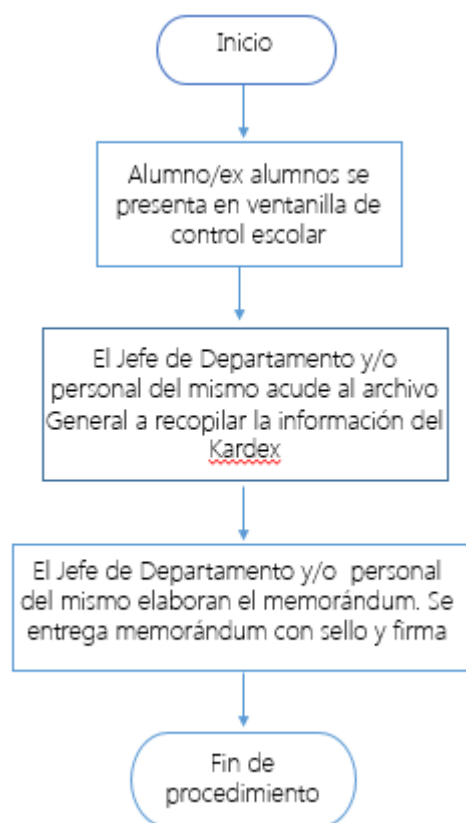 Inicio
Alumno/ex alumnos se
presenta en ventanilla de
control escolar
El Jefe de Departamento y/o
personal del mismo acude al archivo
General a recopilar la información del
Kardex
El Jefe de Departamento y/o personal
del mismo elaboran el memorándum. Se
entrega memorándum con sello y firma
Fin de
procedimiento